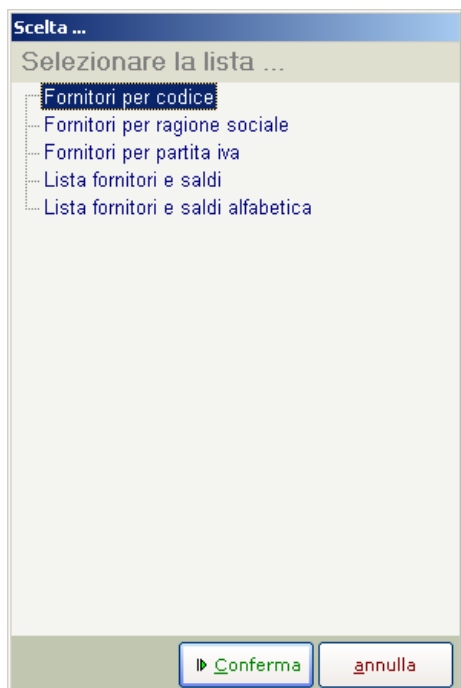 Scelta ...
Selezionare la lista ...
Fornitori per codice
Fornitori per ragione sociale
Fornitori per partita iva
Lista fornitori e saldi
Lista fornitori e saldi alfabetica
Conferma
annulla